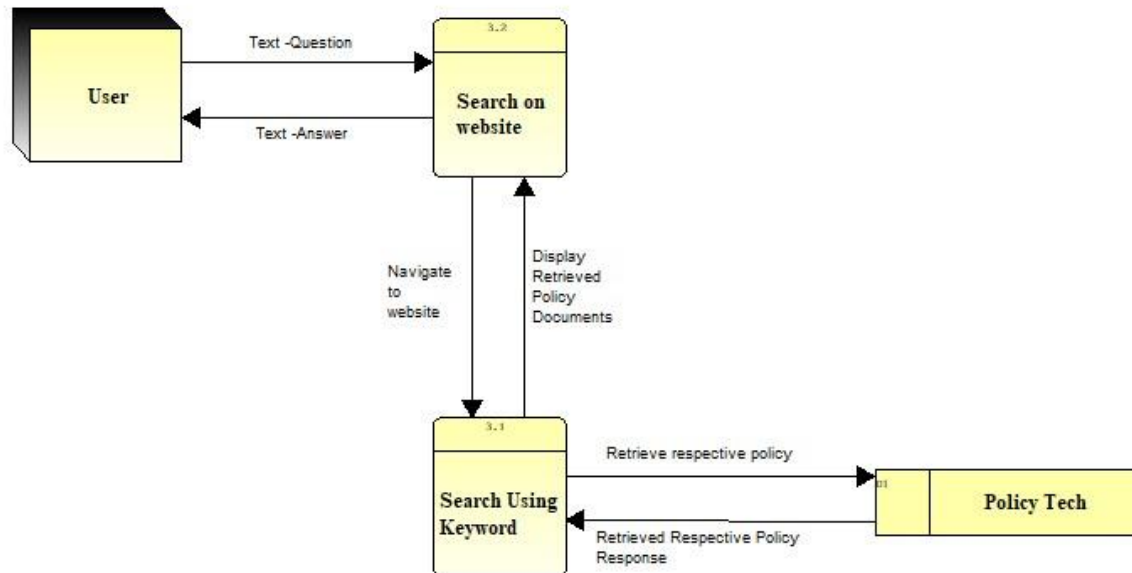 3.2
Text -Question
User
Search on
website
Text -Answer
Navigate
to
website
Display
Retrieved
Policy
Documents
3.1
Retrieve respective policy
D1
Policy Tech
Search Using
Keyword
Retrieved Respective Policy
Response